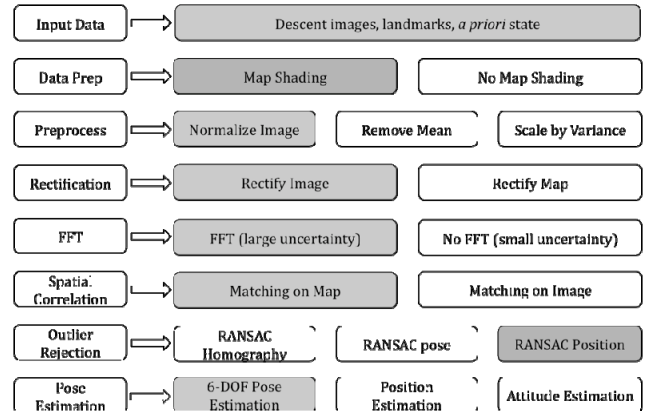 Input Data
Descent images, landmarks, a priori state
Data Prep
Map Shading
No Map Shading
Preprocess
Normalize Image
Remove Mean
Scale by Variance
Rectification
Rectify Image
Rectify Map
FFT
FFT (large uncertainty)
No FFT (small uncertainty)
Spatial
Correlation
Matching on Map
Matching on Image
Outlier
Rejection
RANSAC
Homography
RANSAC pose
RANSAC Position
Pose
Estimation
6-DOF Pose
Estimation
Position
Estimation
Attitude Estimation